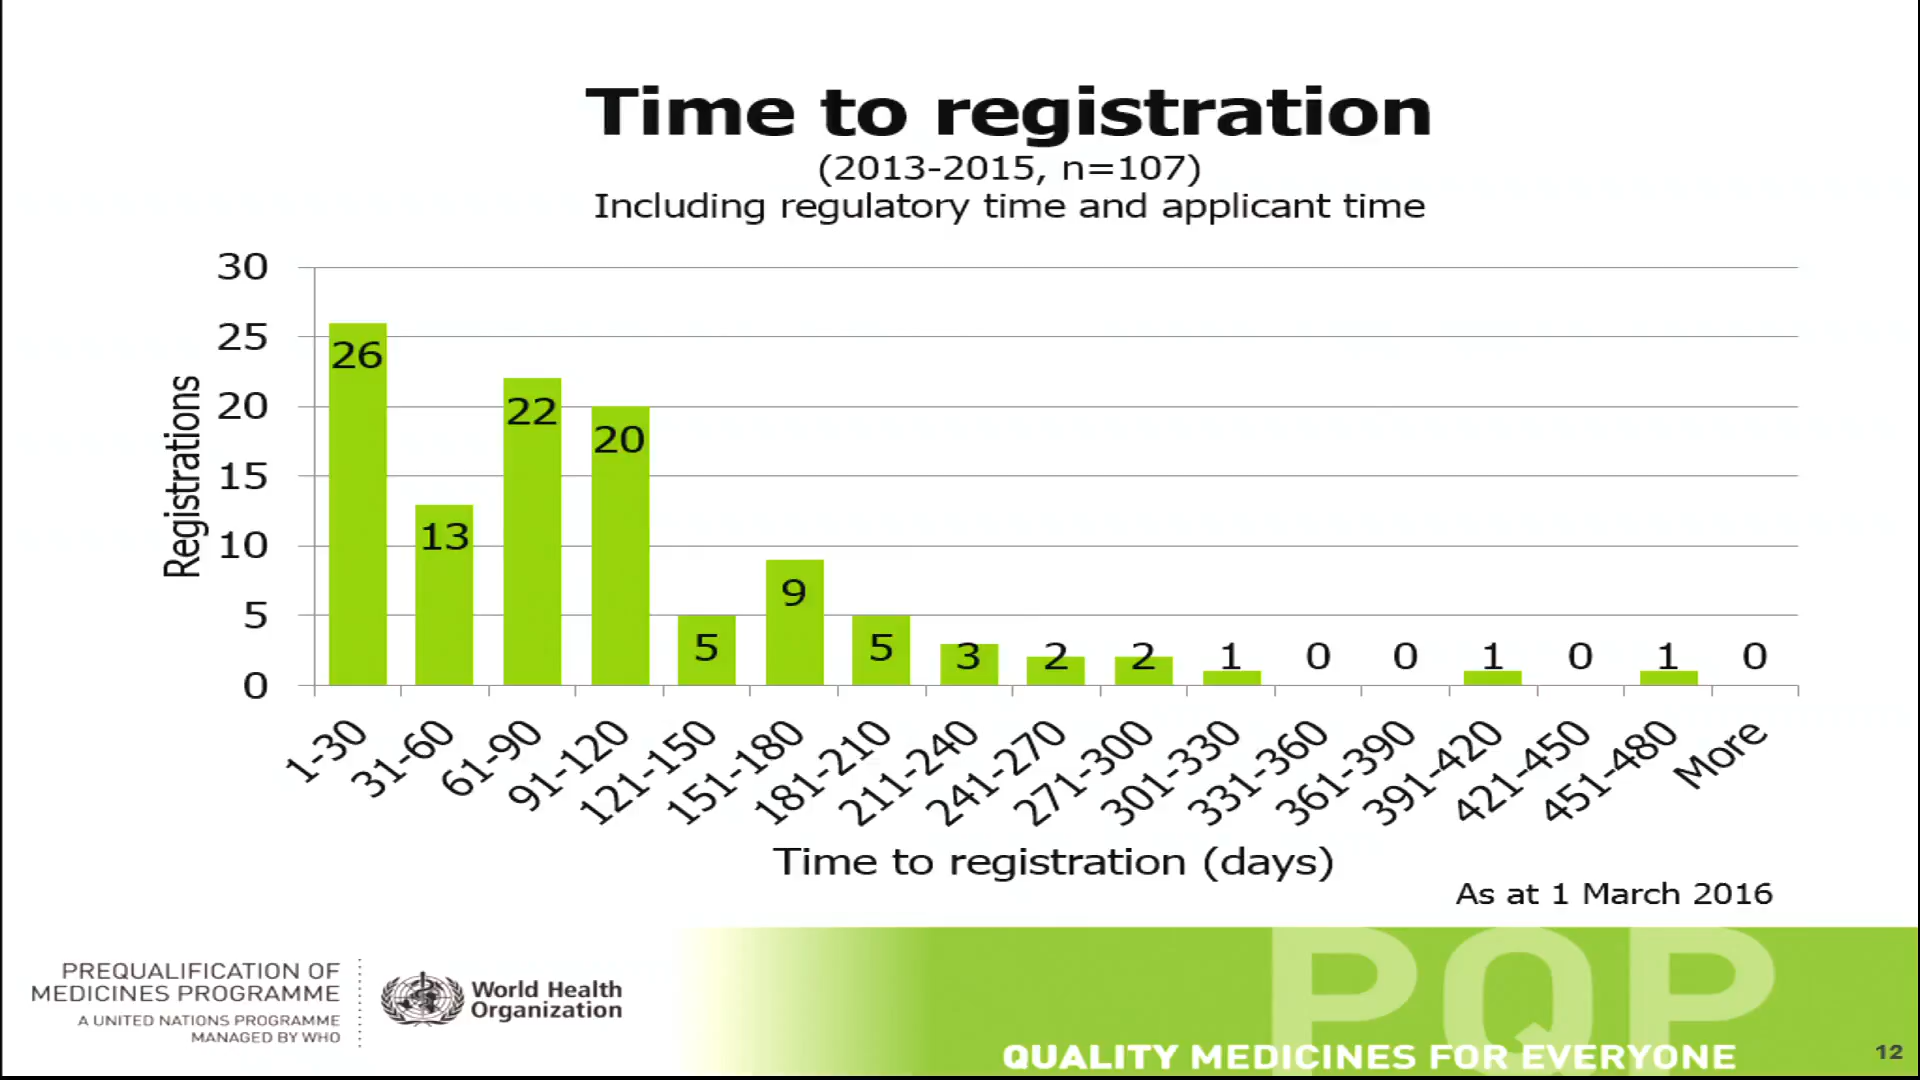 Time to registration
(2013-2015, n=107)
Including regulatory time and applicant time
30
25
20
15
10
5
0
Registrations
26
13
22
20
5
9
5
3
2
2
1
0
0
1
0
1
0
1-30
31-60
61-90
91-120
121-150
151-180
181-210
211-240
241-270
271-300
301-330
331-360
361-390
391-420
421-450
451-480
More
Time to registration (days)
As at 1 March 2016
PREQUALIFICATION OF
MEDICINES PROGRAMME
A UNITED NATIONS PROGRAMME
MANAGED BY WHO
World Health
Organization
PQP
QUALITY MEDICINES FOR EVERYONE
12